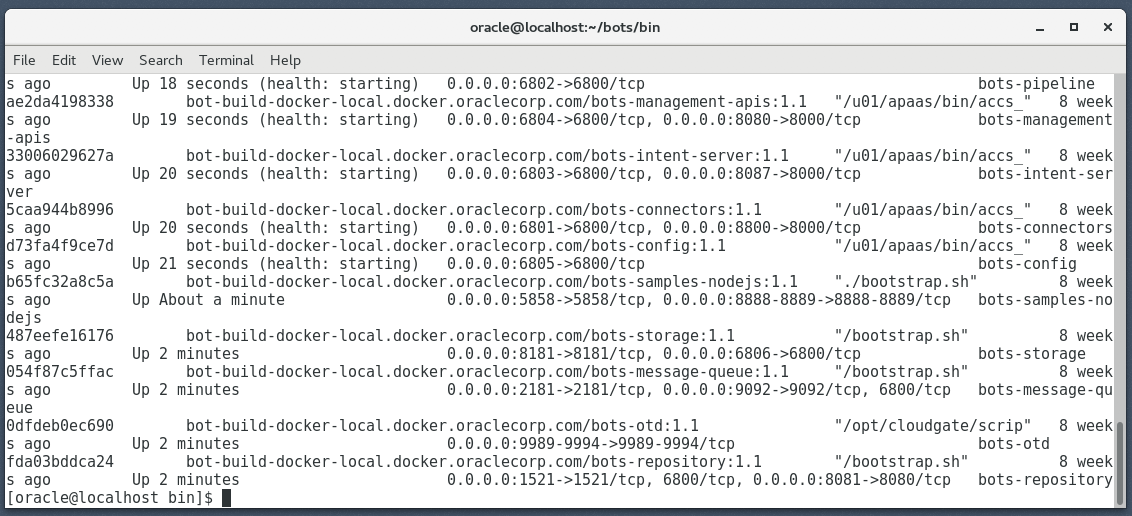 oracle@localhost:~/bots/bin
File Edit View Search Terminal Help
s ago         Up 18 seconds (health: starting)   0.0.0.0:6802->6800/tcp                                     bots-pipeline
ae2da4198338        bot-build-docker-local.docker.oraclecorp.com/bots-management-apis:1.1   "/u01/apaas/bin/accs_"   8 week
s ago         Up 19 seconds (health: starting)   0.0.0.0:6804->6800/tcp, 0.0.0.0:8080->8000/tcp             bots-management
-apis
33006029627a        bot-build-docker-local.docker.oraclecorp.com/bots-intent-server:1.1     "/u01/apaas/bin/accs_"   8 week
s ago         Up 20 seconds (health: starting)   0.0.0.0:6803->6800/tcp, 0.0.0.0:8087->8000/tcp             bots-intent-ser
ver
5caa944b8996        bot-build-docker-local.docker.oraclecorp.com/bots-connectors:1.1        "/u01/apaas/bin/accs_"   8 week
s ago         Up 20 seconds (health: starting)   0.0.0.0:6801->6800/tcp, 0.0.0.0:8800->8000/tcp             bots-connectors
d73fa4f9ce7d        bot-build-docker-local.docker.oraclecorp.com/bots-config:1.1            "/u01/apaas/bin/accs_"   8 week
s ago         Up 21 seconds (health: starting)   0.0.0.0:6805->6800/tcp                                     bots-config
b65fc32a8c5a        bot-build-docker-local.docker.oraclecorp.com/bots-samples-nodejs:1.1    "./bootstrap.sh"         8 week
s ago         Up About a minute                  0.0.0.0:5858->5858/tcp, 0.0.0.0:8888-8889->8888-8889/tcp   bots-samples-no
dejs
487eefe16176        bot-build-docker-local.docker.oraclecorp.com/bots-storage:1.1           "/bootstrap.sh"          8 week
s ago         Up 2 minutes                       0.0.0.0:8181->8181/tcp, 0.0.0.0:6806->6800/tcp             bots-storage
054f87c5ffac        bot-build-docker-local.docker.oraclecorp.com/bots-message-queue:1.1     "/bootstrap.sh"          8 week
s ago         Up 2 minutes                       0.0.0.0:2181->2181/tcp, 0.0.0.0:9092->9092/tcp, 6800/tcp   bots-message-qu
eue
0dfdeb0ec690        bot-build-docker-local.docker.oraclecorp.com/bots-otd:1.1               "/opt/cloudgate/scrip"   8 week
s ago         Up 2 minutes                       0.0.0.0:9989-9994->9989-9994/tcp                           bots-otd
fda03bddca24        bot-build-docker-local.docker.oraclecorp.com/bots-repository:1.1        "/bootstrap.sh"          8 week
s ago         Up 2 minutes                       0.0.0.0:1521->1521/tcp, 6800/tcp, 0.0.0.0:8081->8080/tcp   bots-repository
[oracle@localhost bin]$